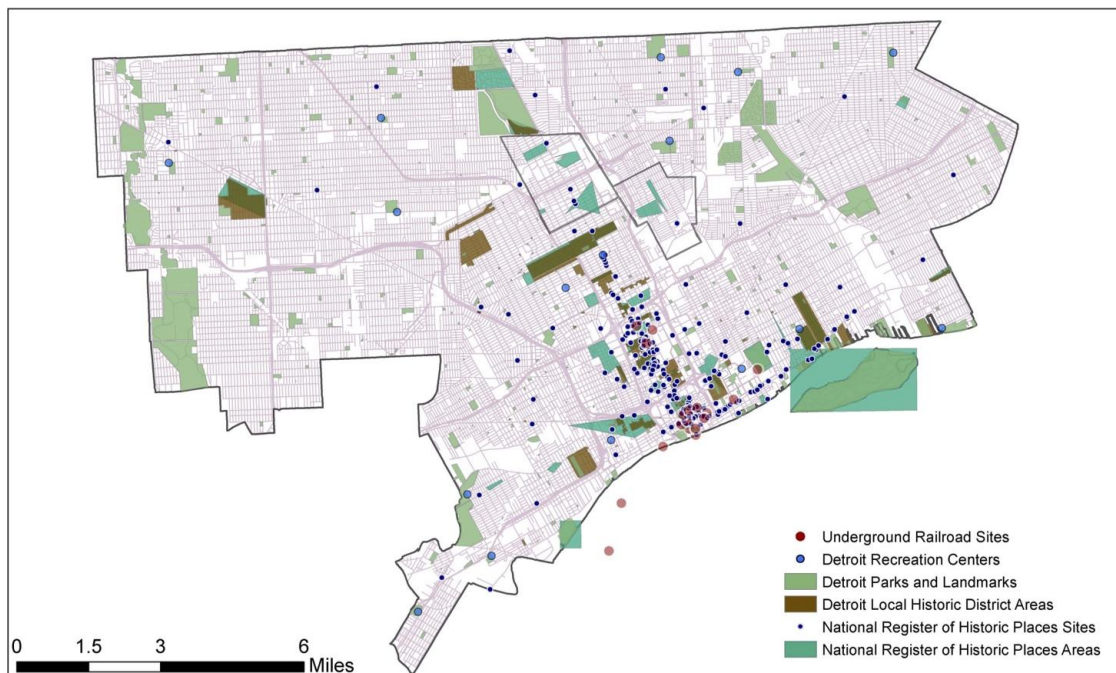 Underground Railroad Sites
Detroit Recreation Centers
Detroit Parks and Landmarks
Detroit Local Historic District Areas
National Register of Historic Places Sites
National Register of Historic Places Areas
0 1.5 3 6
Miles